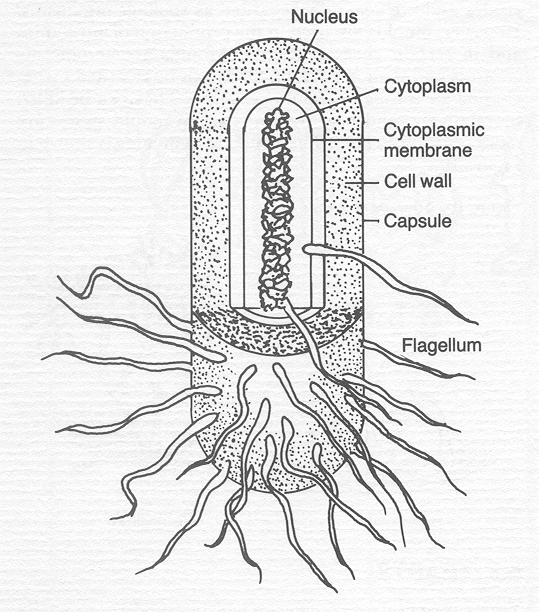 Nucleus
Cytoplasm
Cytoplasmic
membrane
Cell wall
Capsule
Flagellum